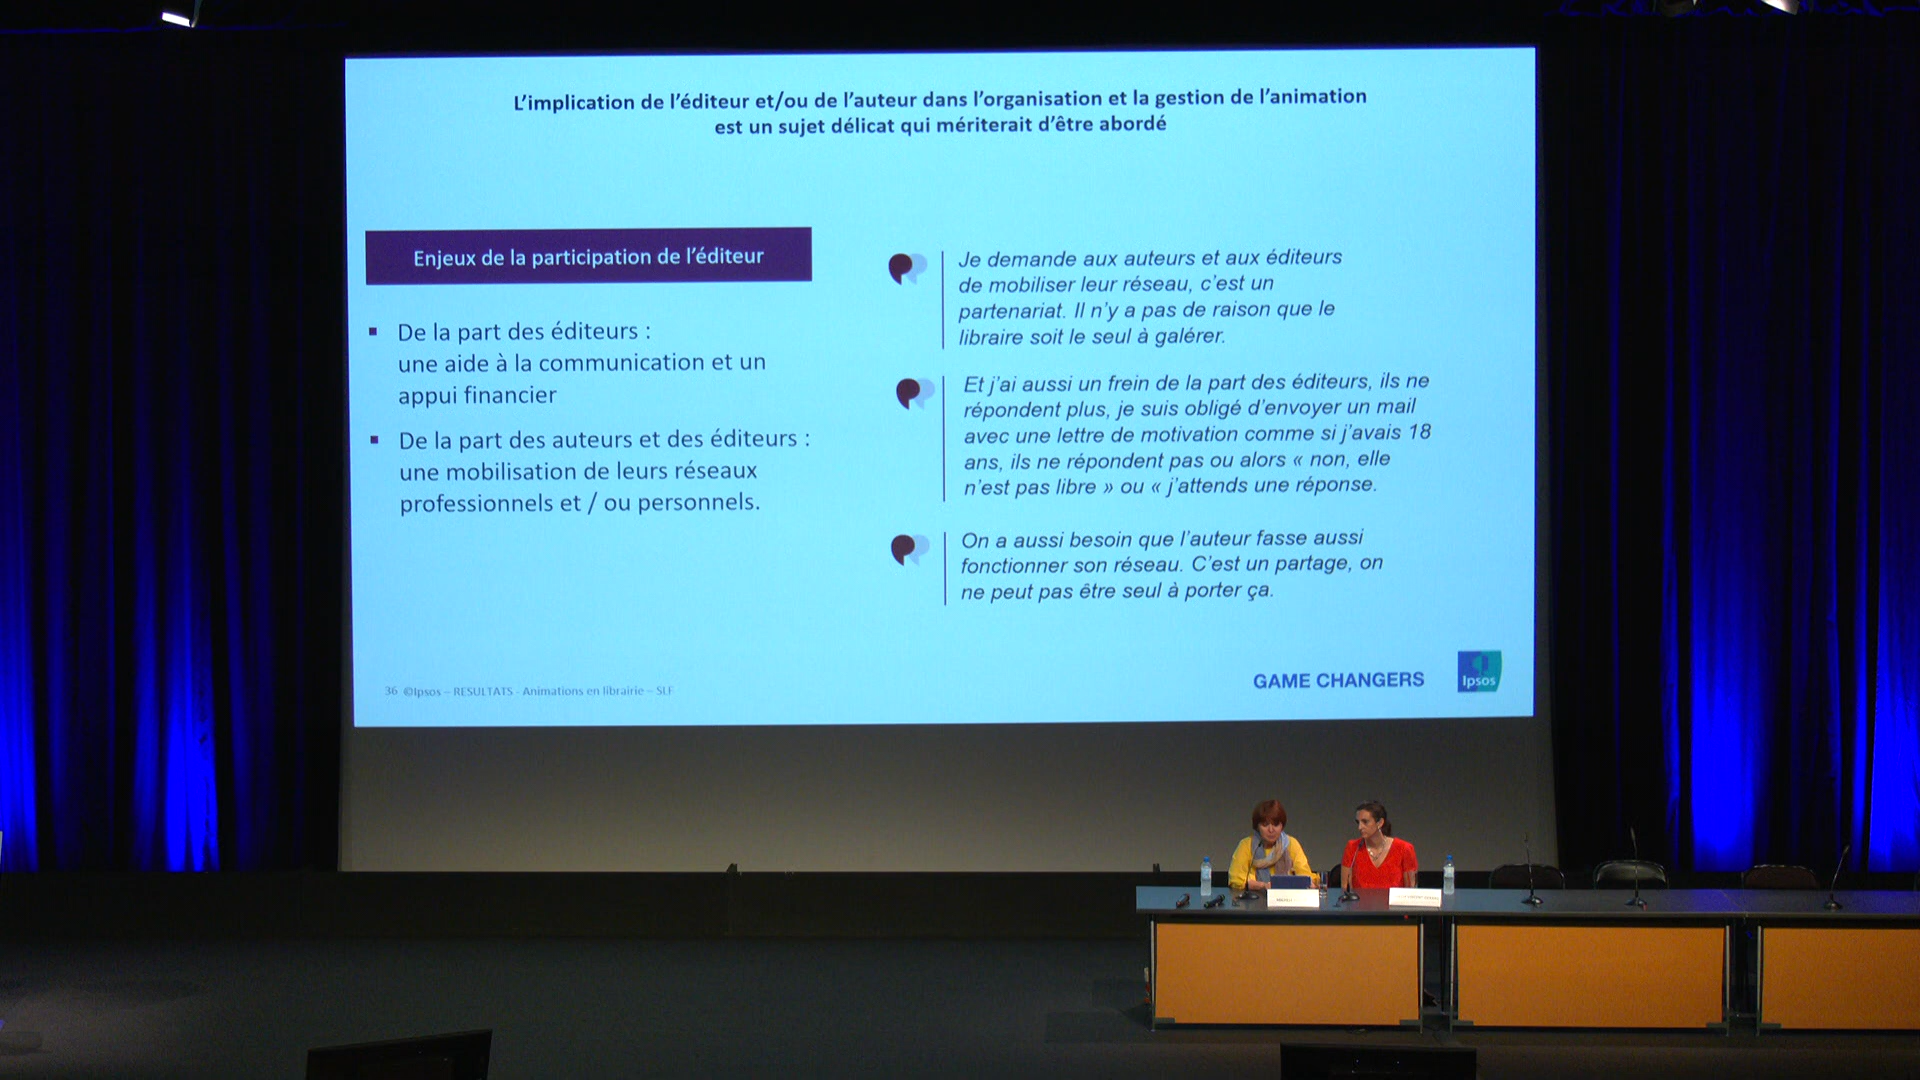 L'implication de l'éditeur et/ou de l'auteur dans l'organisation et la gestion de l'animation
est un sujet délicat qui mériterait d'être abordé
Enjeux de la participation de l'éditeur
▪ De la part des éditeurs :
une aide à la communication et un
appui financier
▪ De la part des auteurs et des éditeurs :
une mobilisation de leurs réseaux
professionnels et / ou personnels.
Je demande aux auteurs et aux éditeurs
de mobiliser leur réseau, c'est un
partenariat. Il n'y a pas de raison que le
libraire soit le seul à galérer.
Et j'ai aussi un frein de la part des éditeurs, ils ne
répondent plus, je suis obligé d'envoyer un mail
avec une lettre de motivation comme si j'avais 18
ans, ils ne répondent pas ou alors « non, elle
n'est pas libre » ou « j'attends une réponse.
On a aussi besoin que l'auteur fasse aussi
fonctionner son réseau. C'est un partage, on
ne peut pas être seul à porter ça.
36 ©Ipsos – RESULTATS - Animations en librairie – SLF
GAME CHANGERS
Ipsos